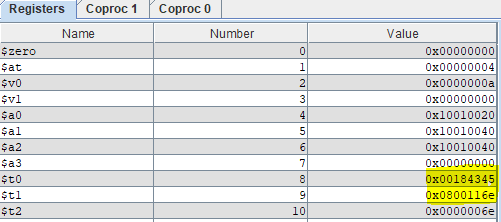 Registers Coproc 1 Coproc 0
Name Number Value
$zero 0 0x00000000
$at 1 0x00000004
$v0 2 0x0000000a
$v1 3 0x00000000
$a0 4 0x10010020
$a1 5 0x10010040
$a2 6 0x10010040
$a3 7 0x00000000
$t0 8 0x00184345
$t1 9 0x0800116e
$t2 10 0x0000006e